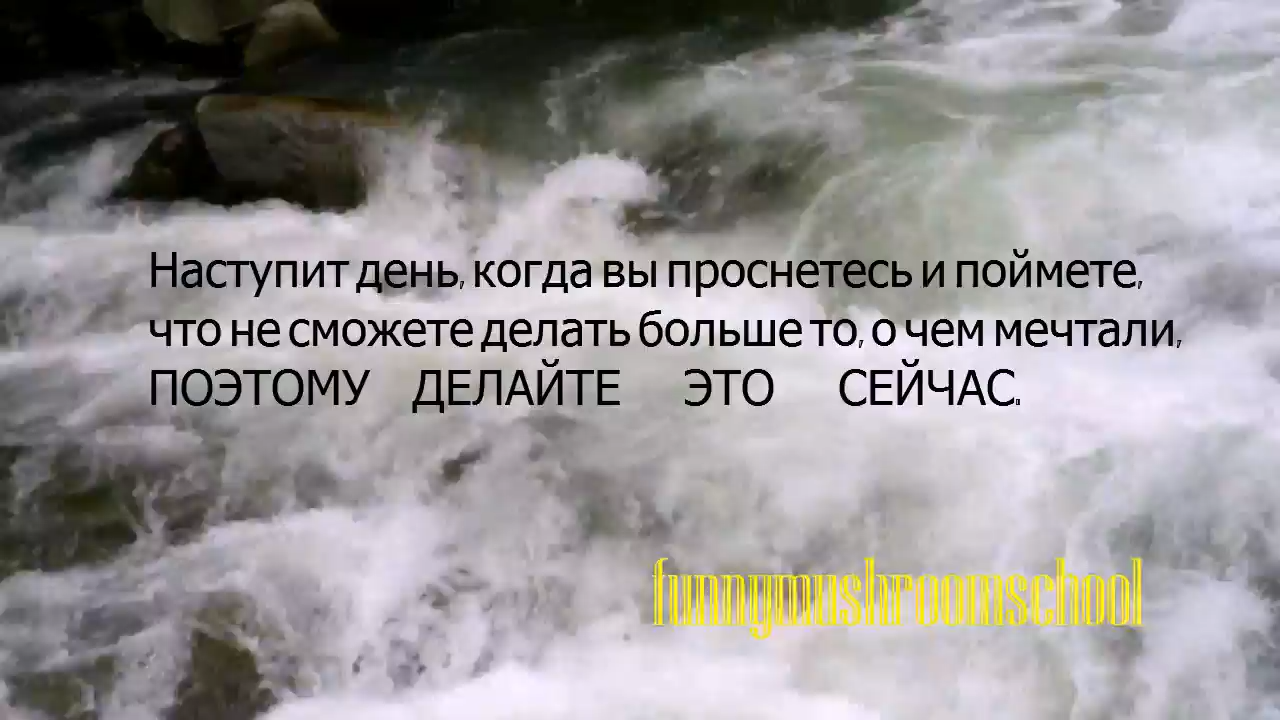 Наступит день, когда вы проснетесь и поймете,
что не сможете делать больше то, о чем мечтали,
ПОЭТОМУ ДЕЛАЙТЕ ЭТО СЕЙЧАС.
funnymushroomschool